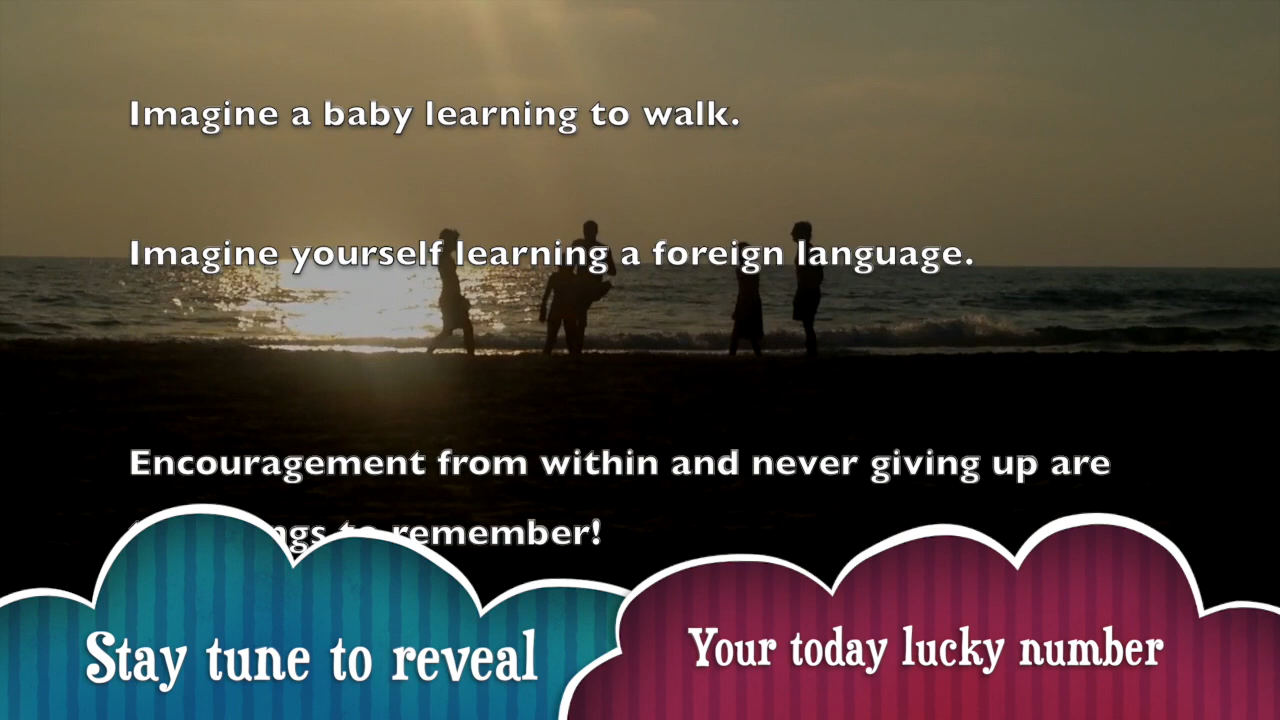 Imagine a baby learning to walk.
Imagine yourself learning a foreign language.
Encouragement from within and never giving up are
remember!
Stay tune to reveal
Your today lucky number